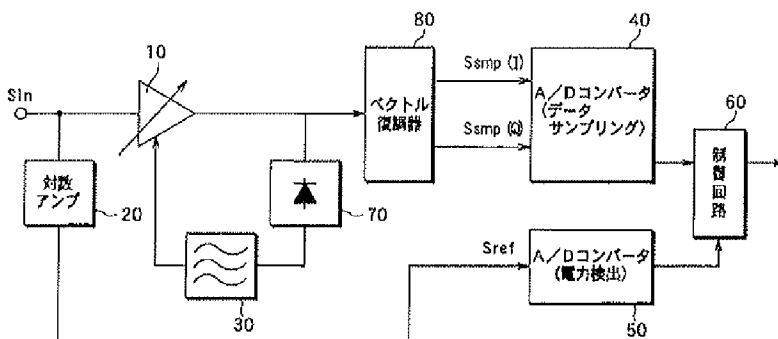 80
40
10
Ssmp (I)
Sin
ベクトル
復調器
A／Dコンバータ
（データ
サンプリング）
60
Ssmp (Q)
制
御
回
路
対数
アンプ
20
70
Sref
A／Dコンバータ
（電力検出）
30
50